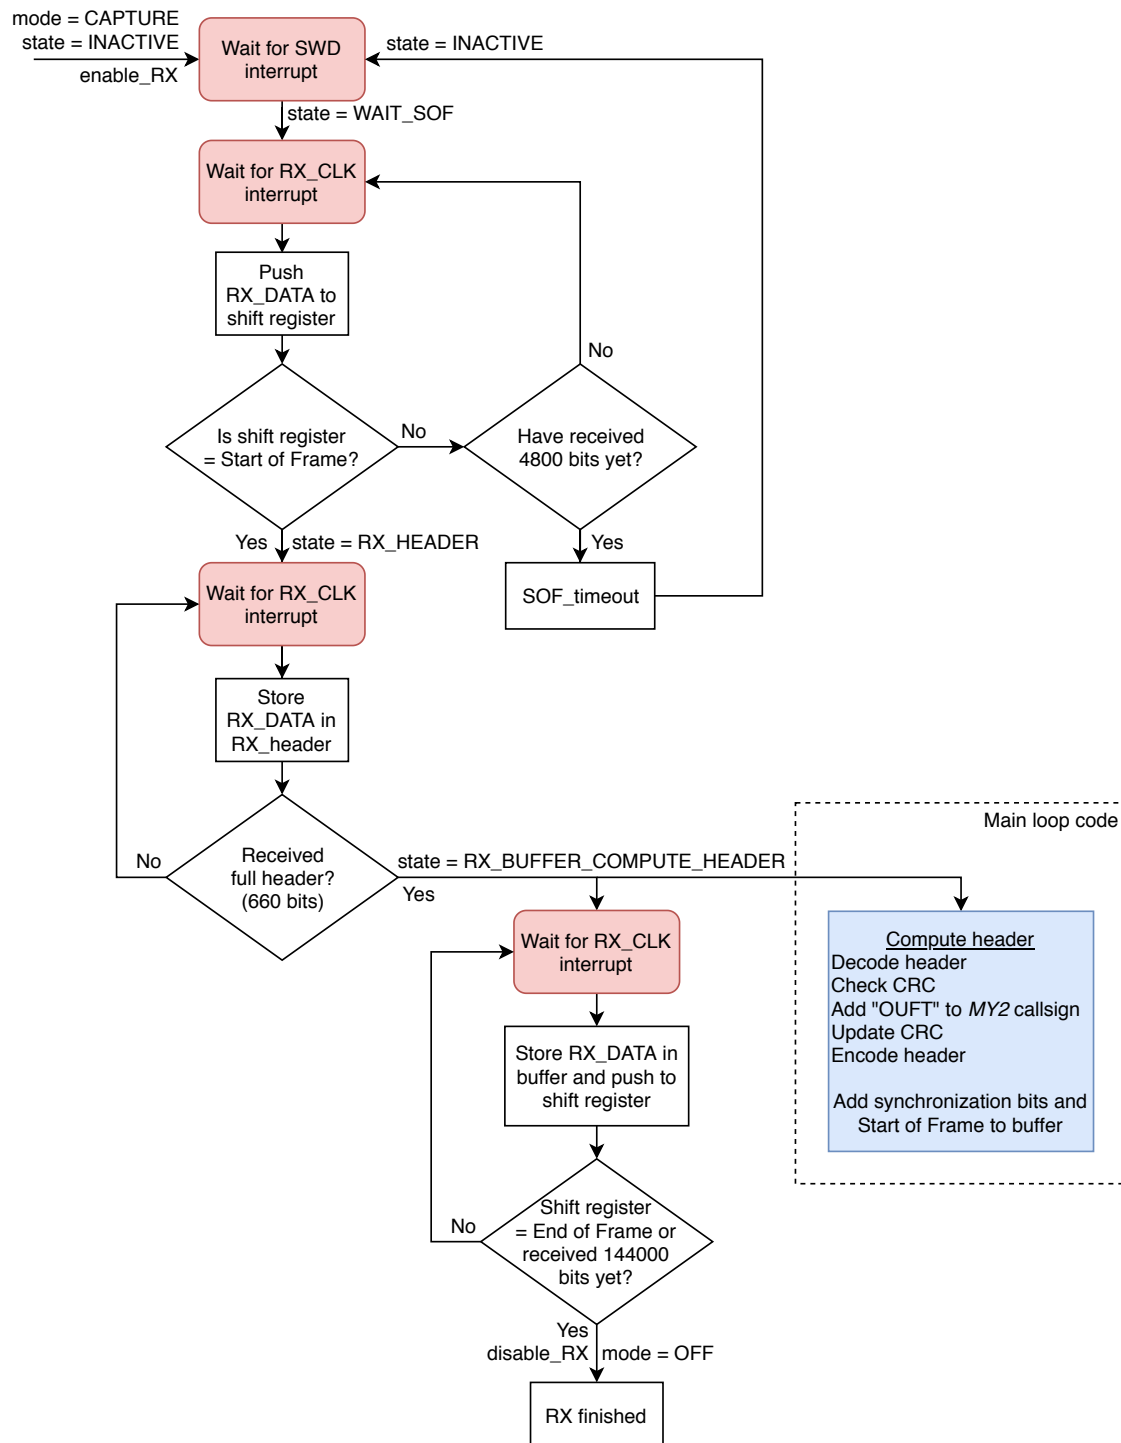 mode = CAPTURE
state = INACTIVE
enable_RX
Wait for SWD
interrupt
state = INACTIVE
state = WAIT_SOF
Wait for RX_CLK
interrupt
Push
RX_DATA to
shift register
No
Is shift register
= Start of Frame?
No
Have received
4800 bits yet?
Yes
state = RX_HEADER
Yes
Wait for RX_CLK
interrupt
SOF_timeout
Store
RX_DATA in
RX_header
Main loop code
No
Received
full header?
(660 bits)
state = RX_BUFFER_COMPUTE_HEADER
Yes
Wait for RX_CLK
interrupt
Compute header
Decode header
Check CRC
Add "OUFT" to MY2 callsign
Update CRC
Encode header
Add synchronization bits and
Start of Frame to buffer
Store RX_DATA in
buffer and push to
shift register
No
Shift register
= End of Frame or
received 144000
bits yet?
Yes
disable_RX
mode = OFF
RX finished